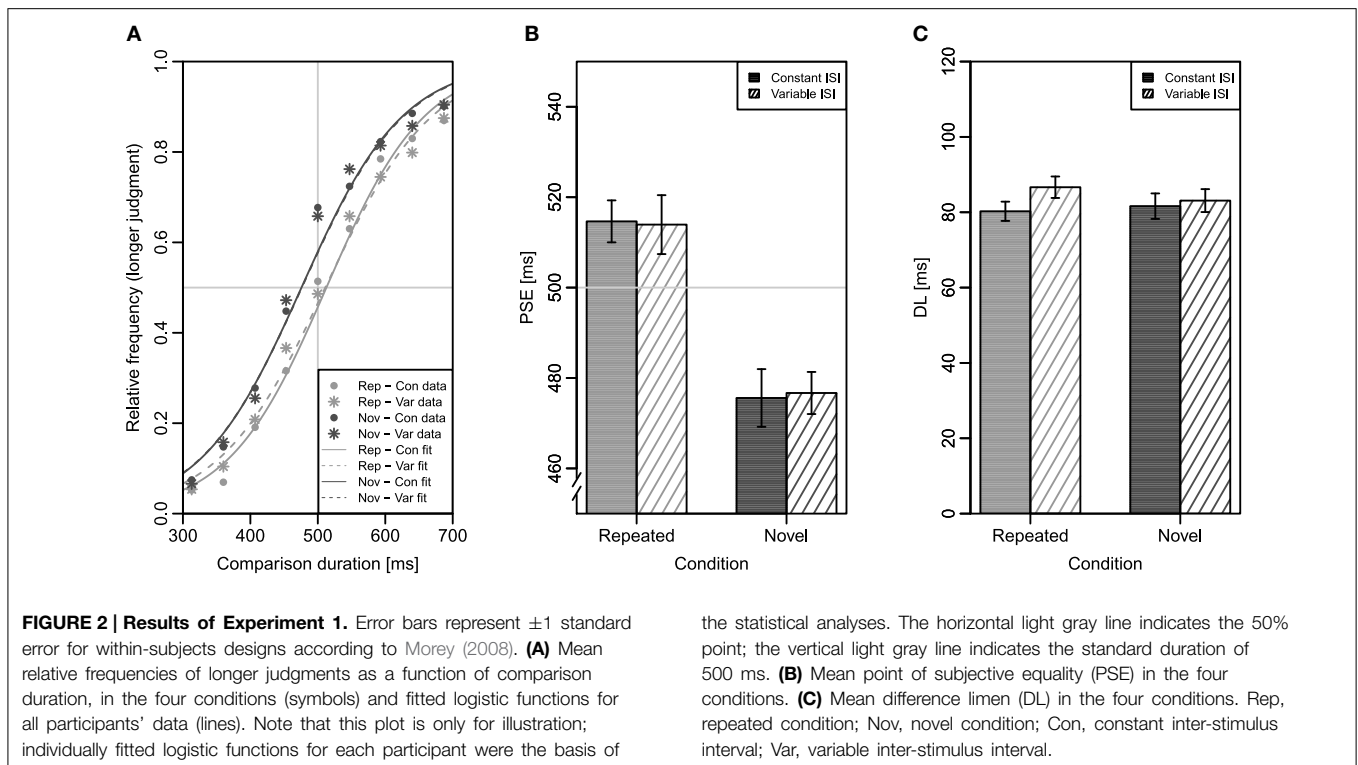 A
Relative frequency (longer judgment)
1.0
0.8
0.6
0.4
0.2
0.0
300 400 500 600 700
Comparison duration [ms]
Rep – Con data
Rep – Var data
Nov – Con data
Nov – Var data
Rep – Con fit
Rep – Var fit
Nov – Con fit
Nov – Var fit
B
PSE [ms]
540
520
500
480
460
Constant ISI
Variable ISI
Repeated Novel
Condition
C
DL [ms]
120
100
80
60
40
20
0
Constant ISI
Variable ISI
Repeated Novel
Condition
FIGURE 2 | Results of Experiment 1. Error bars represent ±1 standard
error for within-subjects designs according to Morey (2008). (A) Mean
relative frequencies of longer judgments as a function of comparison
duration, in the four conditions (symbols) and fitted logistic functions for
all participants' data (lines). Note that this plot is only for illustration;
individually fitted logistic functions for each participant were the basis of
the statistical analyses. The horizontal light gray line indicates the 50%
point; the vertical light gray line indicates the standard duration of
500 ms. (B) Mean point of subjective equality (PSE) in the four
conditions. (C) Mean difference limen (DL) in the four conditions. Rep,
repeated condition; Nov, novel condition; Con, constant inter-stimulus
interval; Var, variable inter-stimulus interval.